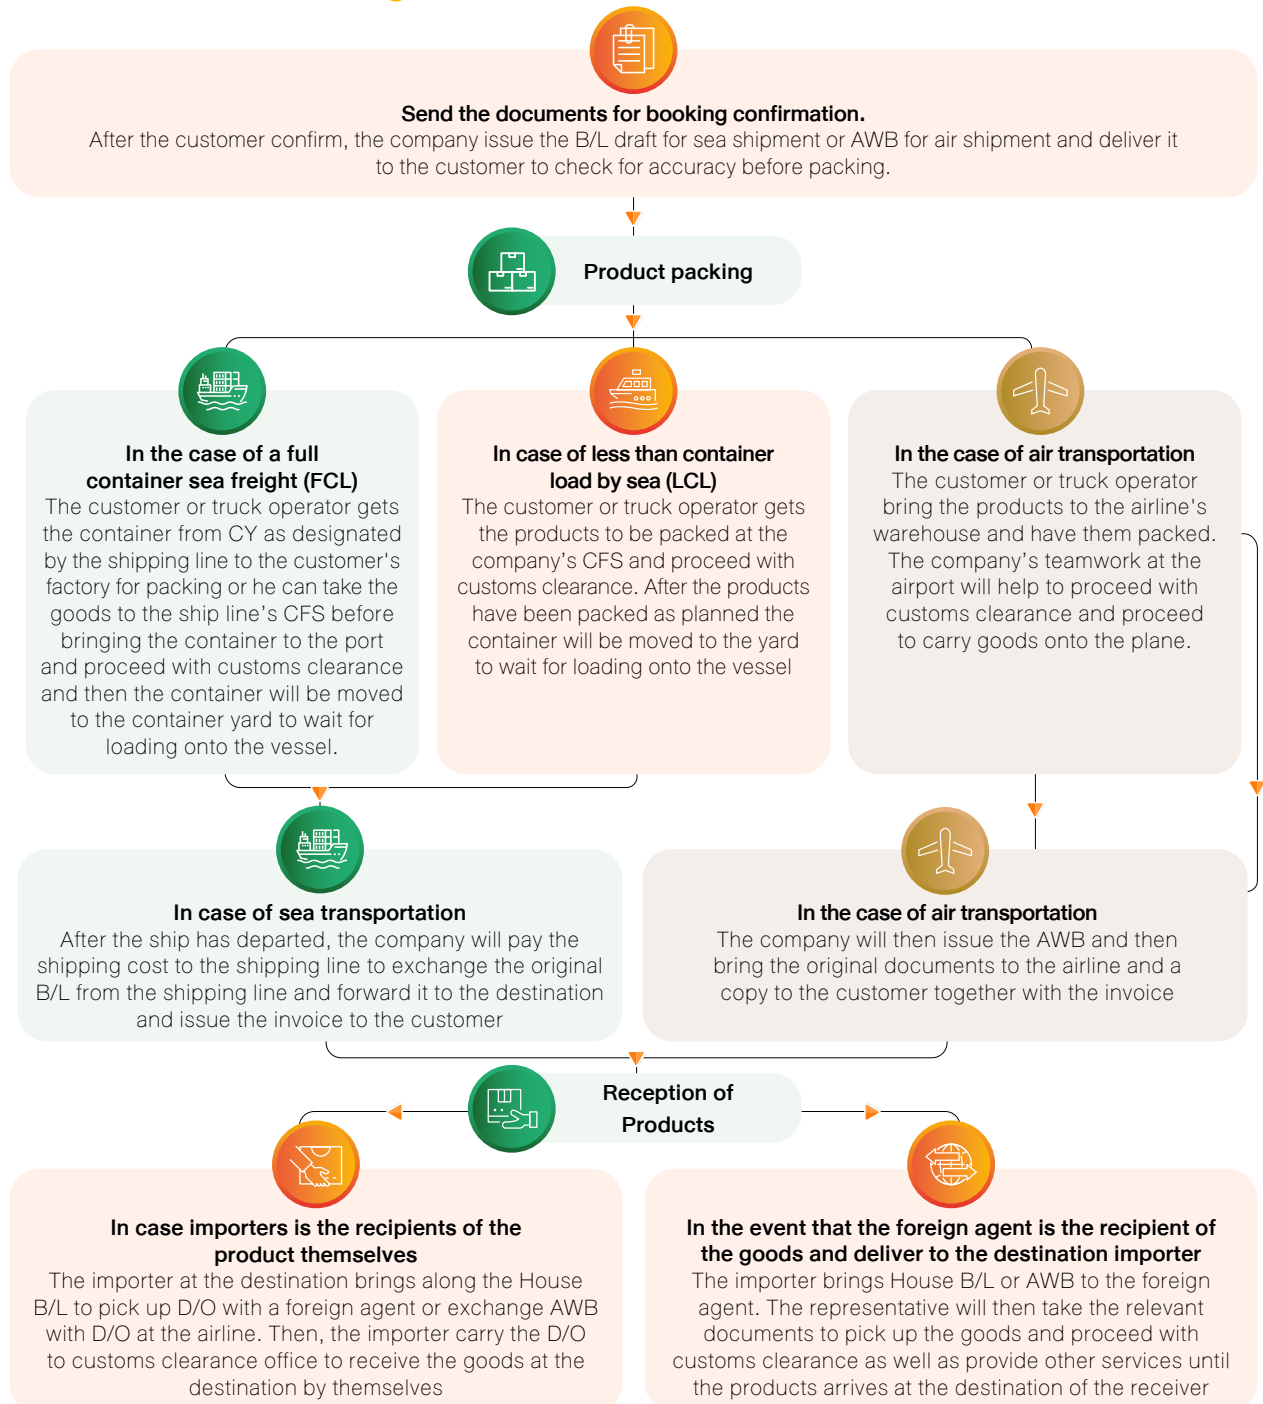 Send the documents for booking confirmation.
After the customer confirm, the company issue the B/L draft for sea shipment or AWB for air shipment and deliver it
to the customer to check for accuracy before packing.
Product packing
In the case of a full
container sea freight (FCL)
The customer or truck operator gets
the container from CY as designated
by the shipping line to the customer's
factory for packing or he can take the
goods to the ship line’s CFS before
bringing the container to the port
and proceed with customs clearance
and then the container will be moved
to the container yard to wait for
loading onto the vessel.
In case of less than container
load by sea (LCL)
The customer or truck operator gets
the products to be packed at the
company’s CFS and proceed with
customs clearance. After the products
have been packed as planned the
container will be moved to the yard
to wait for loading onto the vessel
In the case of air transportation
The customer or truck operator
bring the products to the airline's
warehouse and have them packed.
The company’s teamwork at the
airport will help to proceed with
customs clearance and proceed
to carry goods onto the plane.
In case of sea transportation
After the ship has departed, the company will pay the
shipping cost to the shipping line to exchange the original
B/L from the shipping line and forward it to the destination
and issue the invoice to the customer
In the case of air transportation
The company will then issue the AWB and then
bring the original documents to the airline and a
copy to the customer together with the invoice
Reception of
Products
In case importers is the recipients of the
product themselves
The importer at the destination brings along the House
B/L to pick up D/O with a foreign agent or exchange AWB
with D/O at the airline. Then, the importer carry the D/O
to customs clearance office to receive the goods at the
destination by themselves
In the event that the foreign agent is the recipient of
the goods and deliver to the destination importer
The importer brings House B/L or AWB to the foreign
agent. The representative will then take the relevant
documents to pick up the goods and proceed with
customs clearance as well as provide other services until
the products arrives at the destination of the receiver